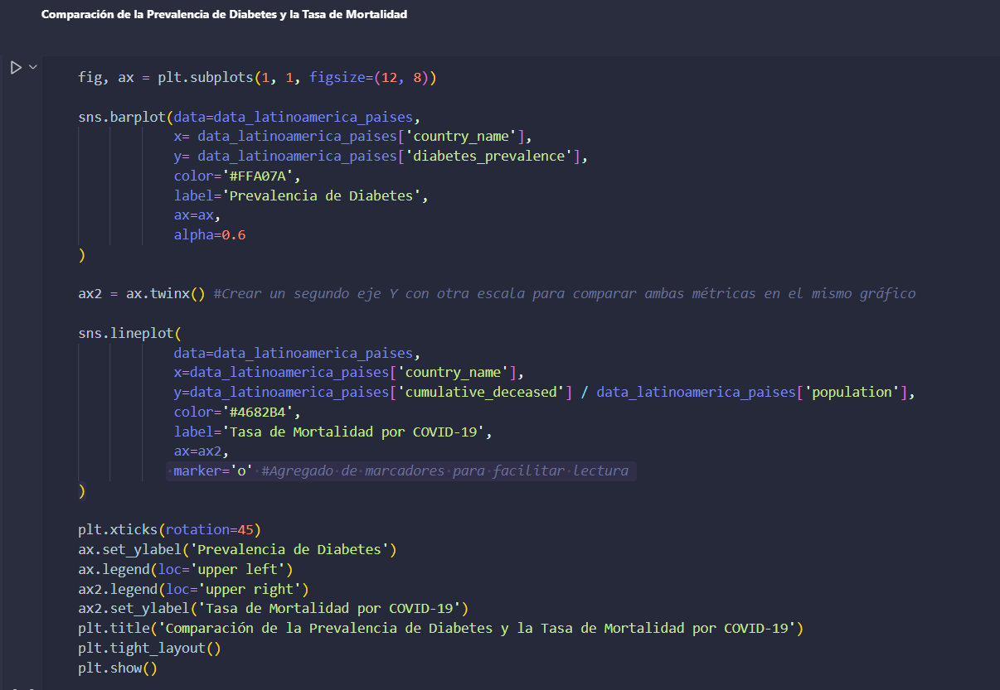 Comparación de la Prevalencia de Diabetes y la Tasa de Mortalidad
fig, ax = plt.subplots(1, 1, figsize=(12, 8))
sns.barplot(data=data_latinoamerica_paises,
x= data_latinoamerica_paises['country_name'],
y= data_latinoamerica_paises['diabetes_prevalence'],
color='#FFA07A',
label='Prevalencia de Diabetes',
ax=ax,
alpha=0.6
)
ax2 = ax.twinx() #Crear un segundo eje Y con otra escala para comparar ambas métricas en el mismo gráfico
sns.lineplot(
data=data_latinoamerica_paises,
x=data_latinoamerica_paises['country_name'],
y=data_latinoamerica_paises['cumulative_deceased'] / data_latinoamerica_paises['population'],
color='#4682B4',
label='Tasa de Mortalidad por COVID-19',
ax=ax2,
marker='o' #Agregado de marcadores para facilitar lectura
)
plt.xticks(rotation=45)
ax.set_ylabel('Prevalencia de Diabetes')
ax.legend(loc='upper left')
ax2.legend(loc='upper right')
ax2.set_ylabel('Tasa de Mortalidad por COVID-19')
plt.title('Comparación de la Prevalencia de Diabetes y la Tasa de Mortalidad por COVID-19')
plt.tight_layout()
plt.show()